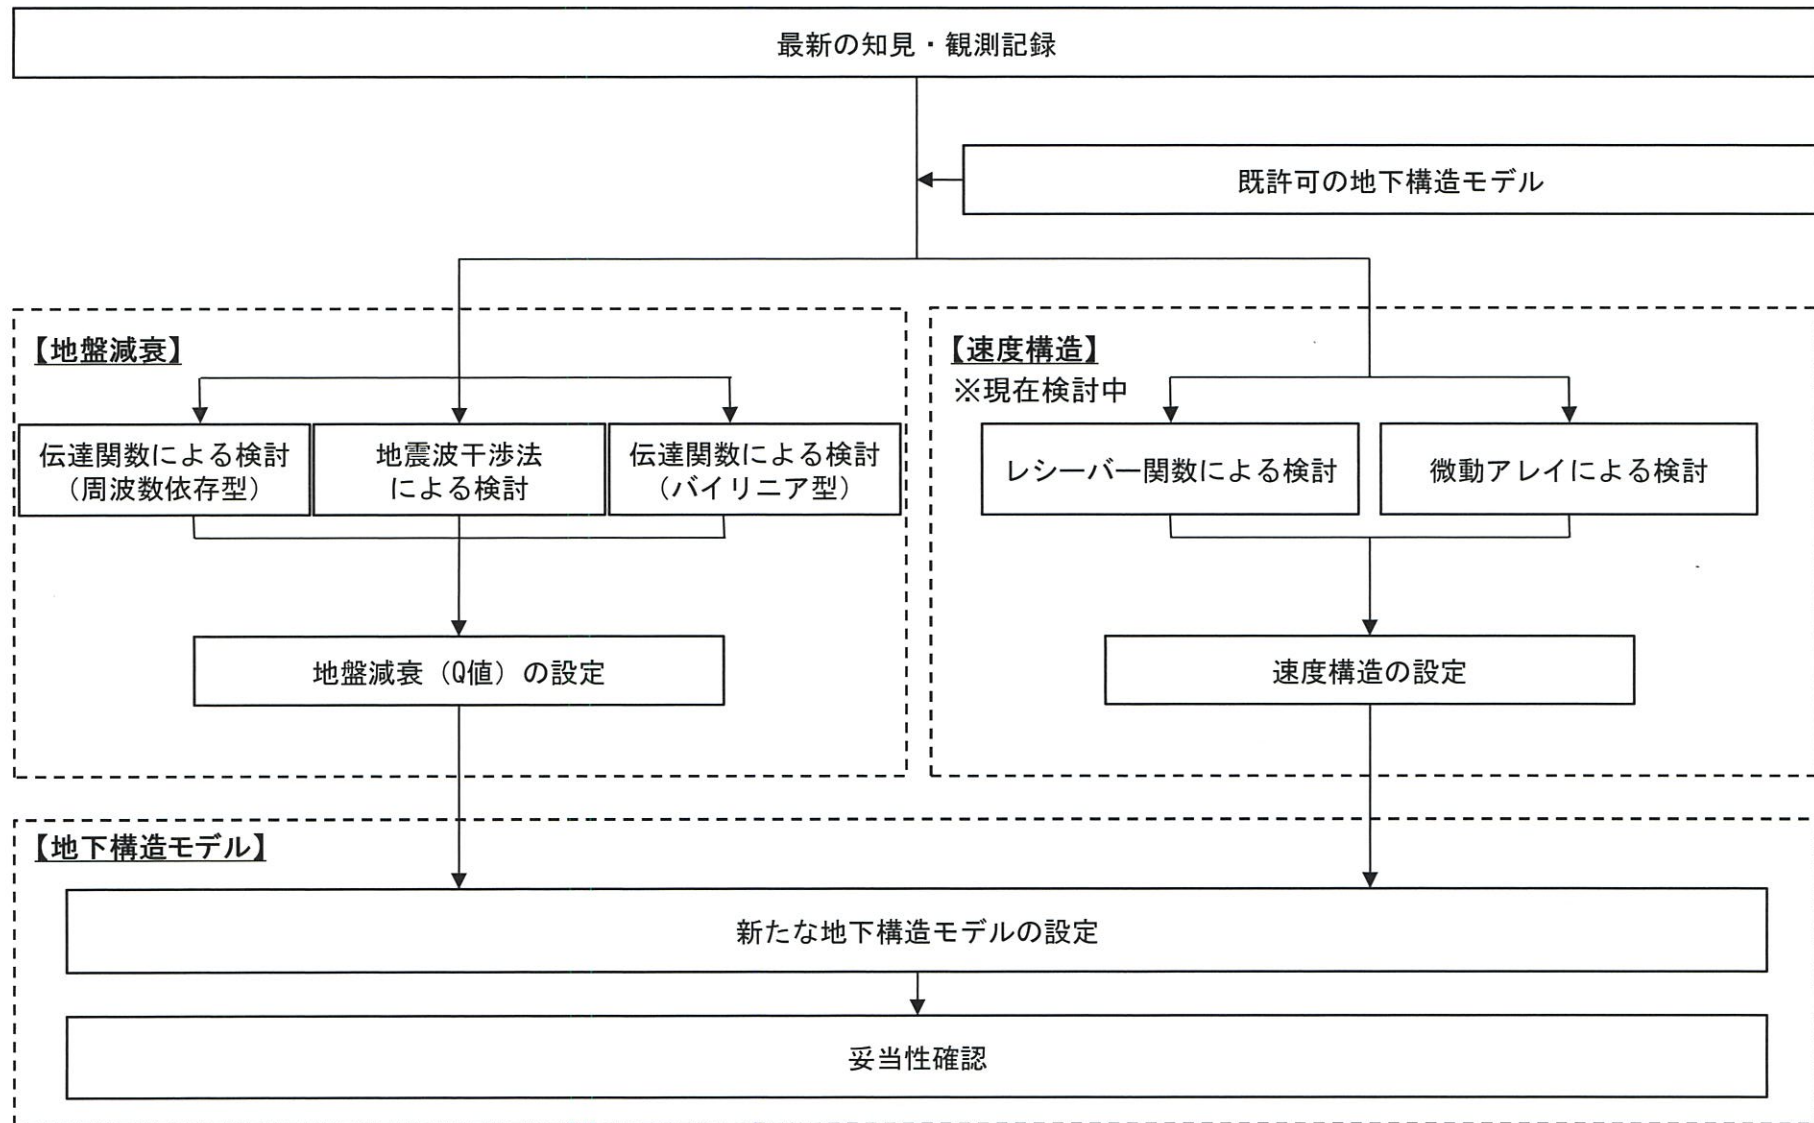 最新の知見・観測記録
既許可の地下構造モデル
【地盤減衰】
伝達関数による検討
（周波数依存型）
地震波干渉法
による検討
伝達関数による検討
（バイリニア型）
地盤減衰（Q値）の設定
【速度構造】
※現在検討中
レシーバー関数による検討
微動アレイによる検討
速度構造の設定
【地下構造モデル】
新たな地下構造モデルの設定
妥当性確認